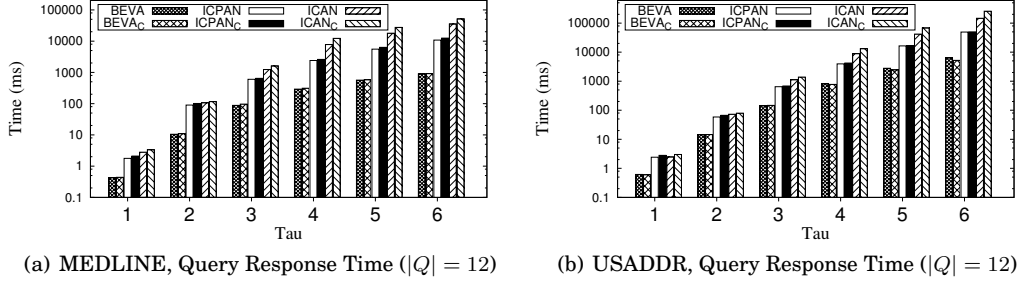 BEVA ICPAN ICAN
BEVA_C ICPAN_C ICAN_C
100000
10000
1000
100
10
1
0.1
Time (ms)
1 2 3 4 5 6
Tau
(a) MEDLINE, Query Response Time (|Q| = 12)
BEVA ICPAN ICAN
BEVA_C ICPAN_C ICAN_C
100000
10000
1000
100
10
1
0.1
Time (ms)
1 2 3 4 5 6
Tau
(b) USADDR, Query Response Time (|Q| = 12)